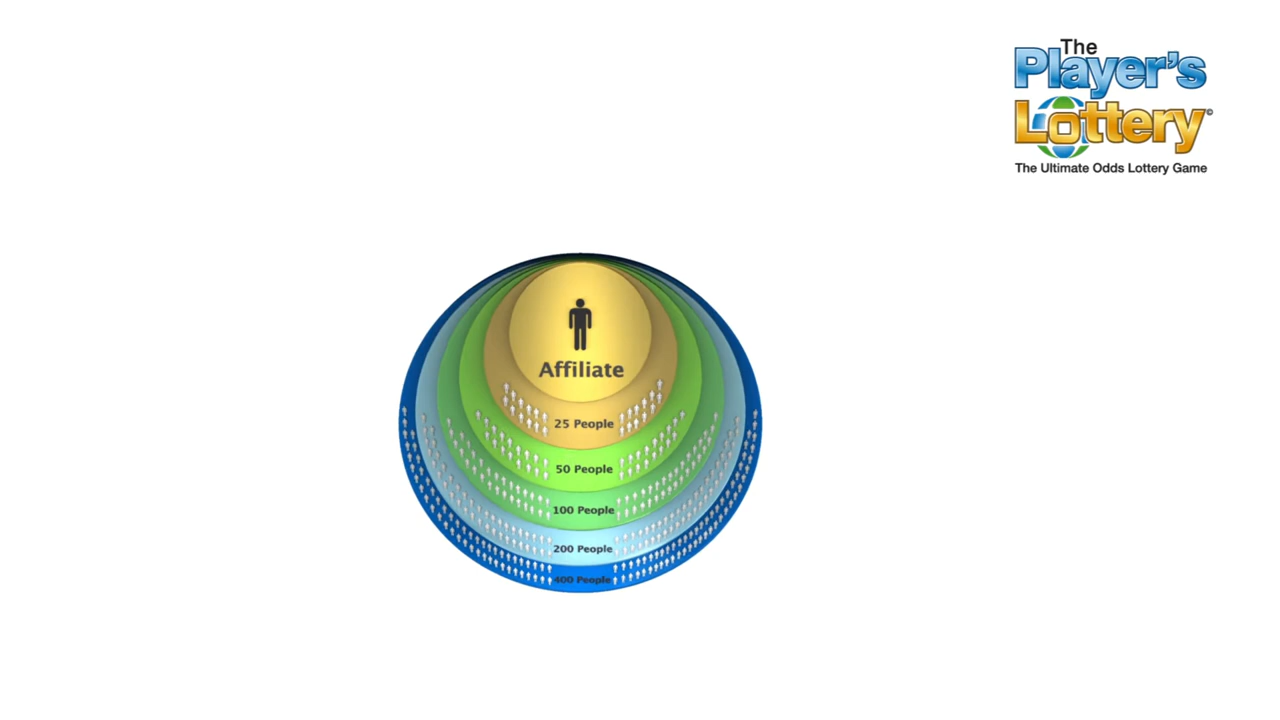 The
Player's
Lottery©
The Ultimate Odds Lottery Game
Affiliate
25 People
50 People
100 People
200 People
400 People